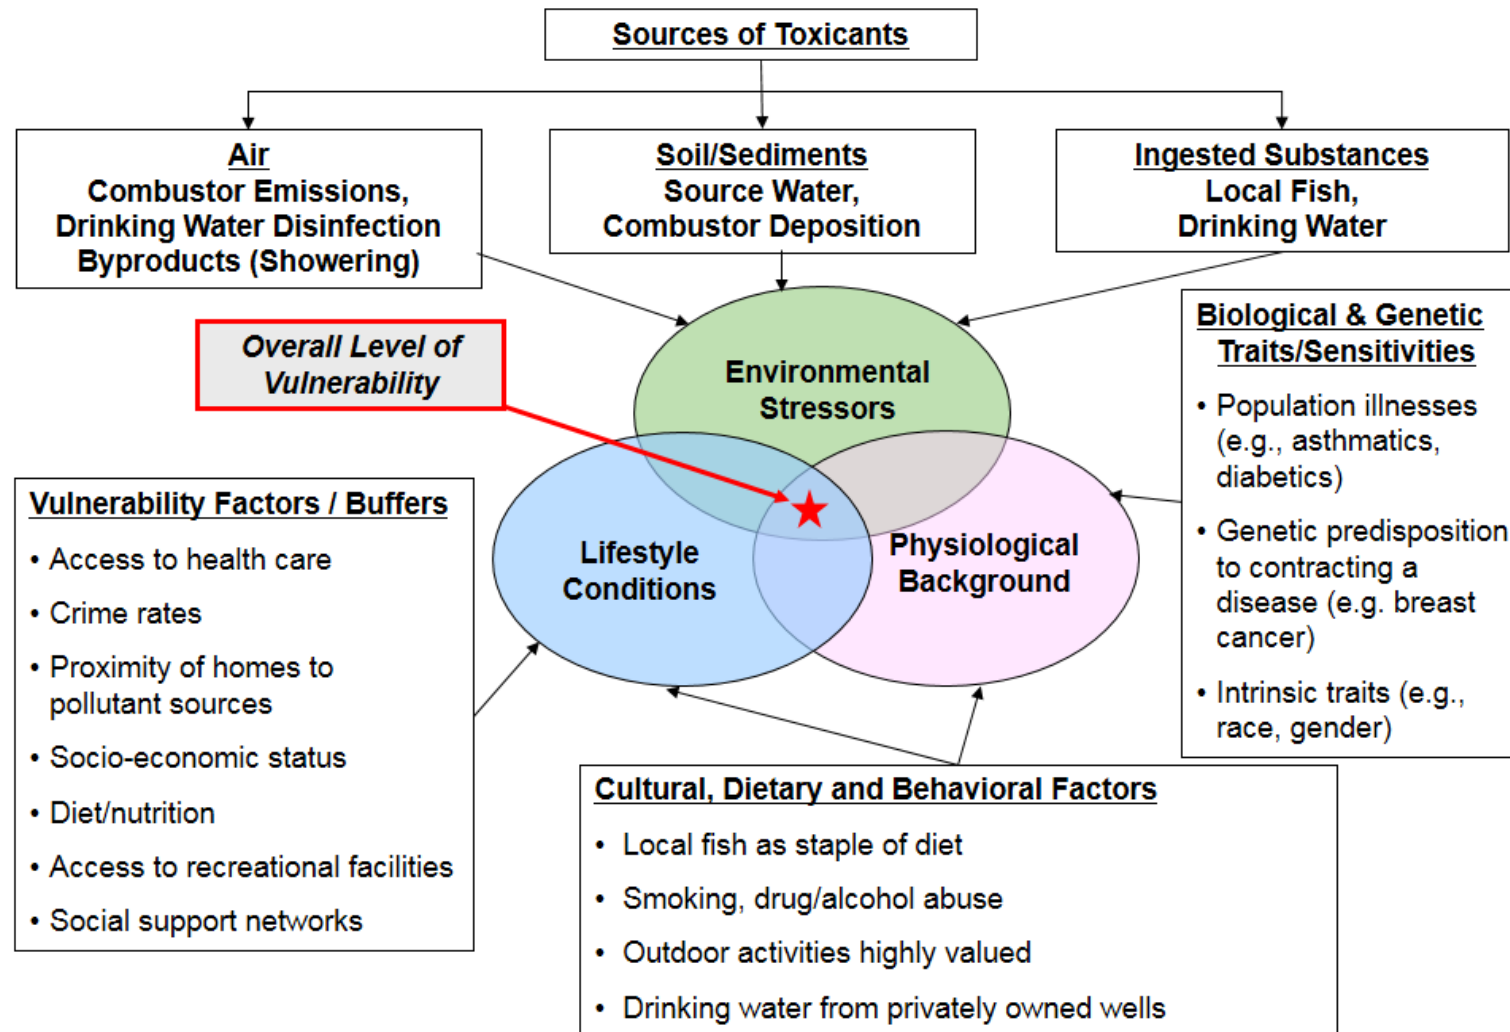 Sources of Toxicants
Air
Combustor Emissions,
Drinking Water Disinfection
Byproducts (Showering)
Soil/Sediments
Source Water,
Combustor Deposition
Ingested Substances
Local Fish,
Drinking Water
Overall Level of
Vulnerability
Environmental
Stressors
Lifestyle
Conditions
Physiological
Background
Biological & Genetic
Traits/Sensitivities
• Population illnesses
(e.g., asthmatics,
diabetics)
• Genetic predisposition
to contracting a
disease (e.g. breast
cancer)
• Intrinsic traits (e.g.,
race, gender)
Vulnerability Factors / Buffers
• Access to health care
• Crime rates
• Proximity of homes to
pollutant sources
• Socio-economic status
• Diet/nutrition
• Access to recreational facilities
• Social support networks
Cultural, Dietary and Behavioral Factors
• Local fish as staple of diet
• Smoking, drug/alcohol abuse
• Outdoor activities highly valued
• Drinking water from privately owned wells